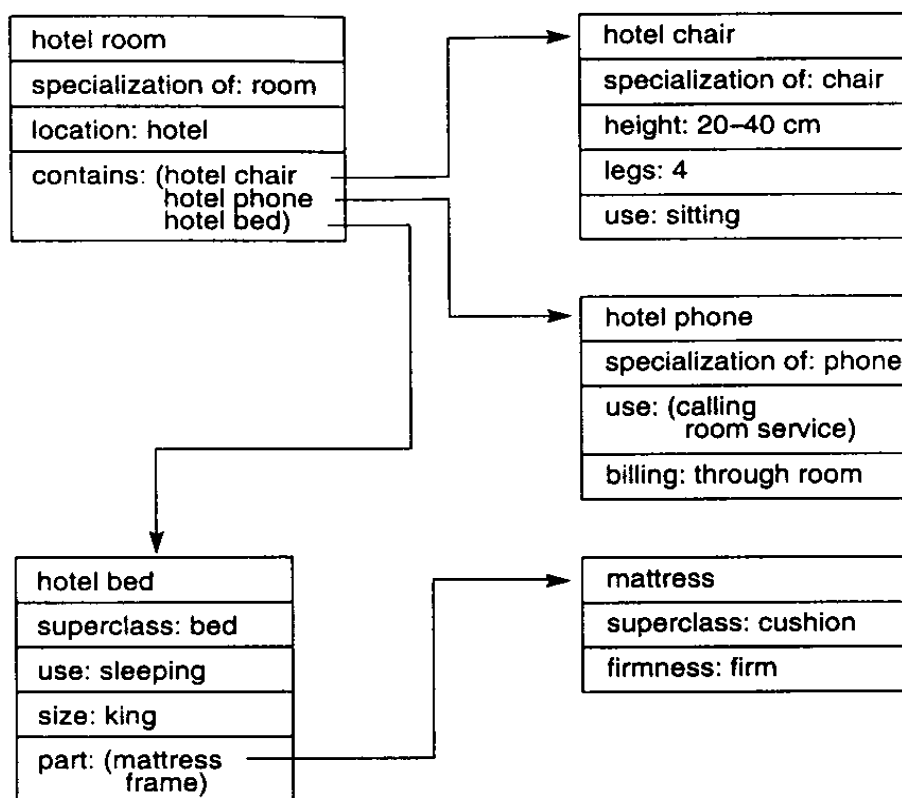 hotel room
specialization of: room
location: hotel
contains: (hotel chair
hotel phone
hotel bed)
hotel chair
specialization of: chair
height: 20–40 cm
legs: 4
use: sitting
hotel phone
specialization of: phone
use: (calling
room service)
billing: through room
hotel bed
superclass: bed
use: sleeping
size: king
part: (mattress
frame)
mattress
superclass: cushion
firmness: firm